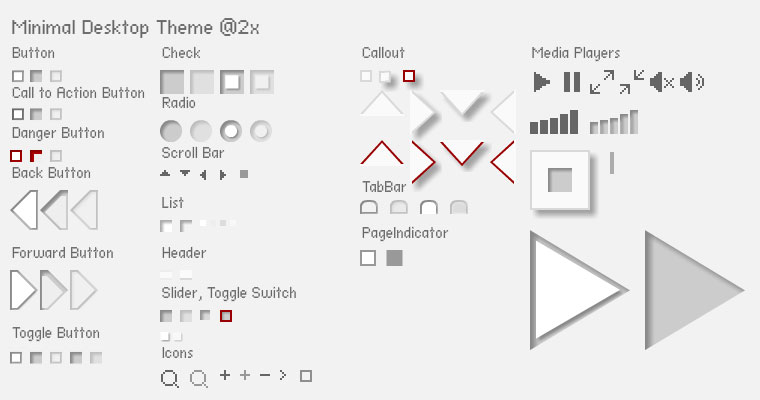 Minimal Desktop Theme @2x
Button
Call to Action Button
Danger Button
Back Button
Forward Button
Toggle Button
Check
Radio
Scroll Bar
List
Header
Slider, Toggle Switch
Icons
Callout
TabBar
PageIndicator
Media Players